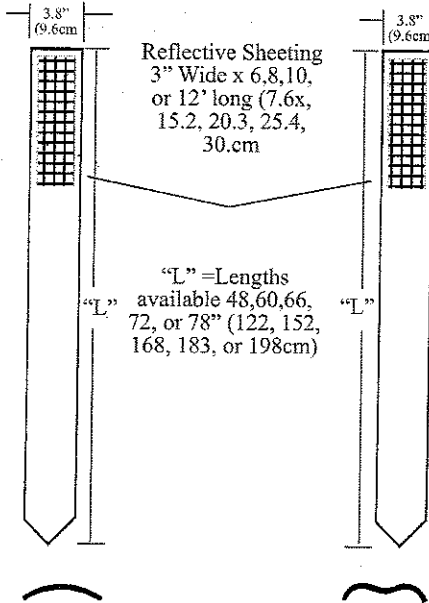 3.8"
(9.6cm
3.8"
(9.6cm
Reflective Sheeting
3" Wide x 6,8,10,
or 12' long (7.6x,
15.2, 20.3, 25.4,
30.cm
"L" =Lengths
available 48,60,66,
72, or 78" (122, 152,
168, 183, or 198cm)
"L"
"L"